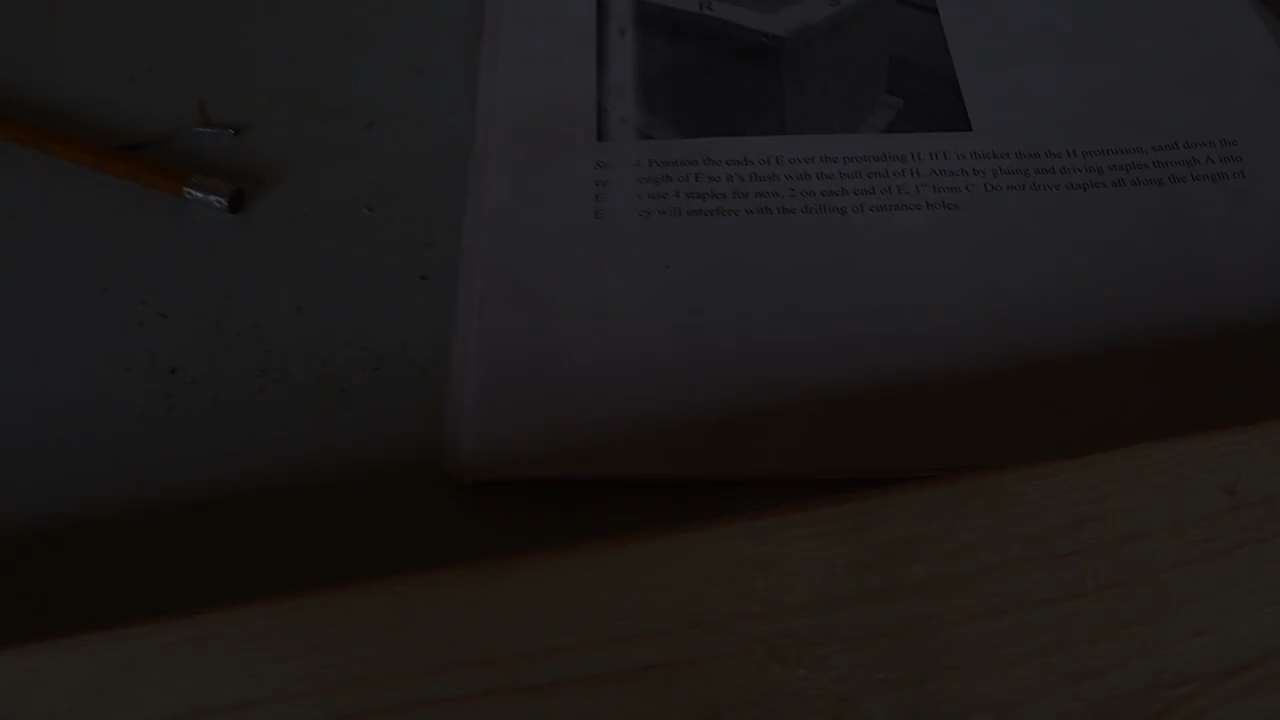 R S
Position the ends of E over the protruding H. If E is thicker than the H protrusion, sand down the
length of E so it's flush with the butt end of H. Attach by gluing and driving staples through A into
E. use 4 staples for now, 2 on each end of E, 1" from C. Do not drive staples all along the length of
E will interfere with the drilling of entrance holes.